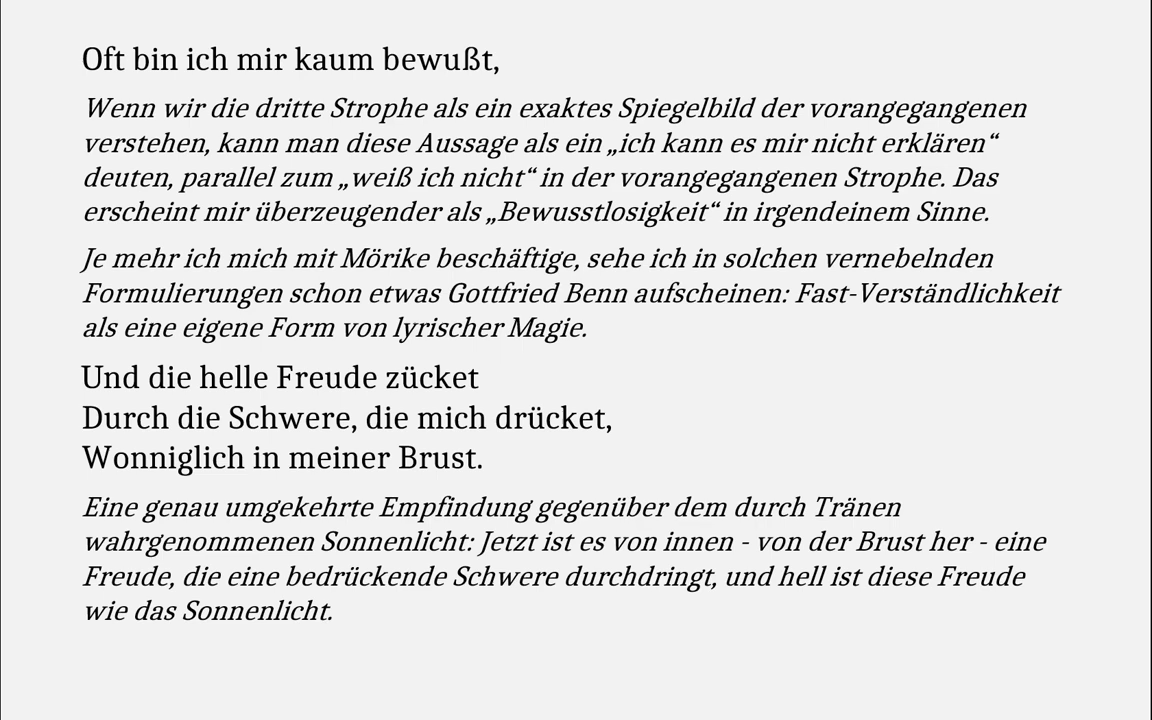 Oft bin ich mir kaum bewußt,
Wenn wir die dritte Strophe als ein exaktes Spiegelbild der vorangegangenen
verstehen, kann man diese Aussage als ein „ich kann es mir nicht erklären“
deuten, parallel zum „weiß ich nicht“ in der vorangegangenen Strophe. Das
erscheint mir überzeugender als „Bewusstlosigkeit“ in irgendeinem Sinne.
Je mehr ich mich mit Mörike beschäftige, sehe ich in solchen vernebelnden
Formulierungen schon etwas Gottfried Benn aufscheinen: Fast-Verständlichkeit
als eine eigene Form von lyrischer Magie.
Und die helle Freude zücket
Durch die Schwere, die mich drücket,
Wonniglich in meiner Brust.
Eine genau umgekehrte Empfindung gegenüber dem durch Tränen
wahrgenommenen Sonnenlicht: Jetzt ist es von innen - von der Brust her - eine
Freude, die eine bedrückende Schwere durchdringt, und hell ist diese Freude
wie das Sonnenlicht.